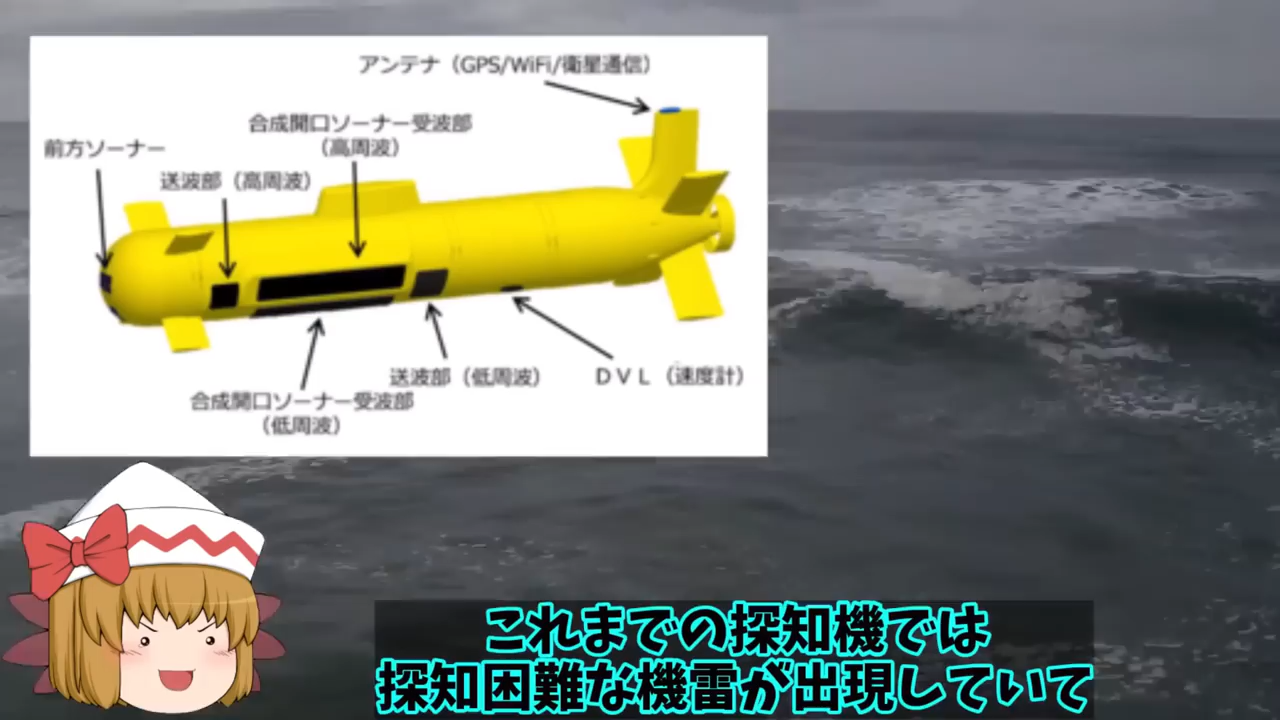 アンテナ（GPS/WiFi/衛星通信）
合成開口ソーナー受波部
（高周波）
前方ソーナー
送波部（高周波）
送波部（低周波）
DVL（速度計）
合成開口ソーナー受波部
（低周波）
これまでの探知機では
探知困難な機雷が出現していて